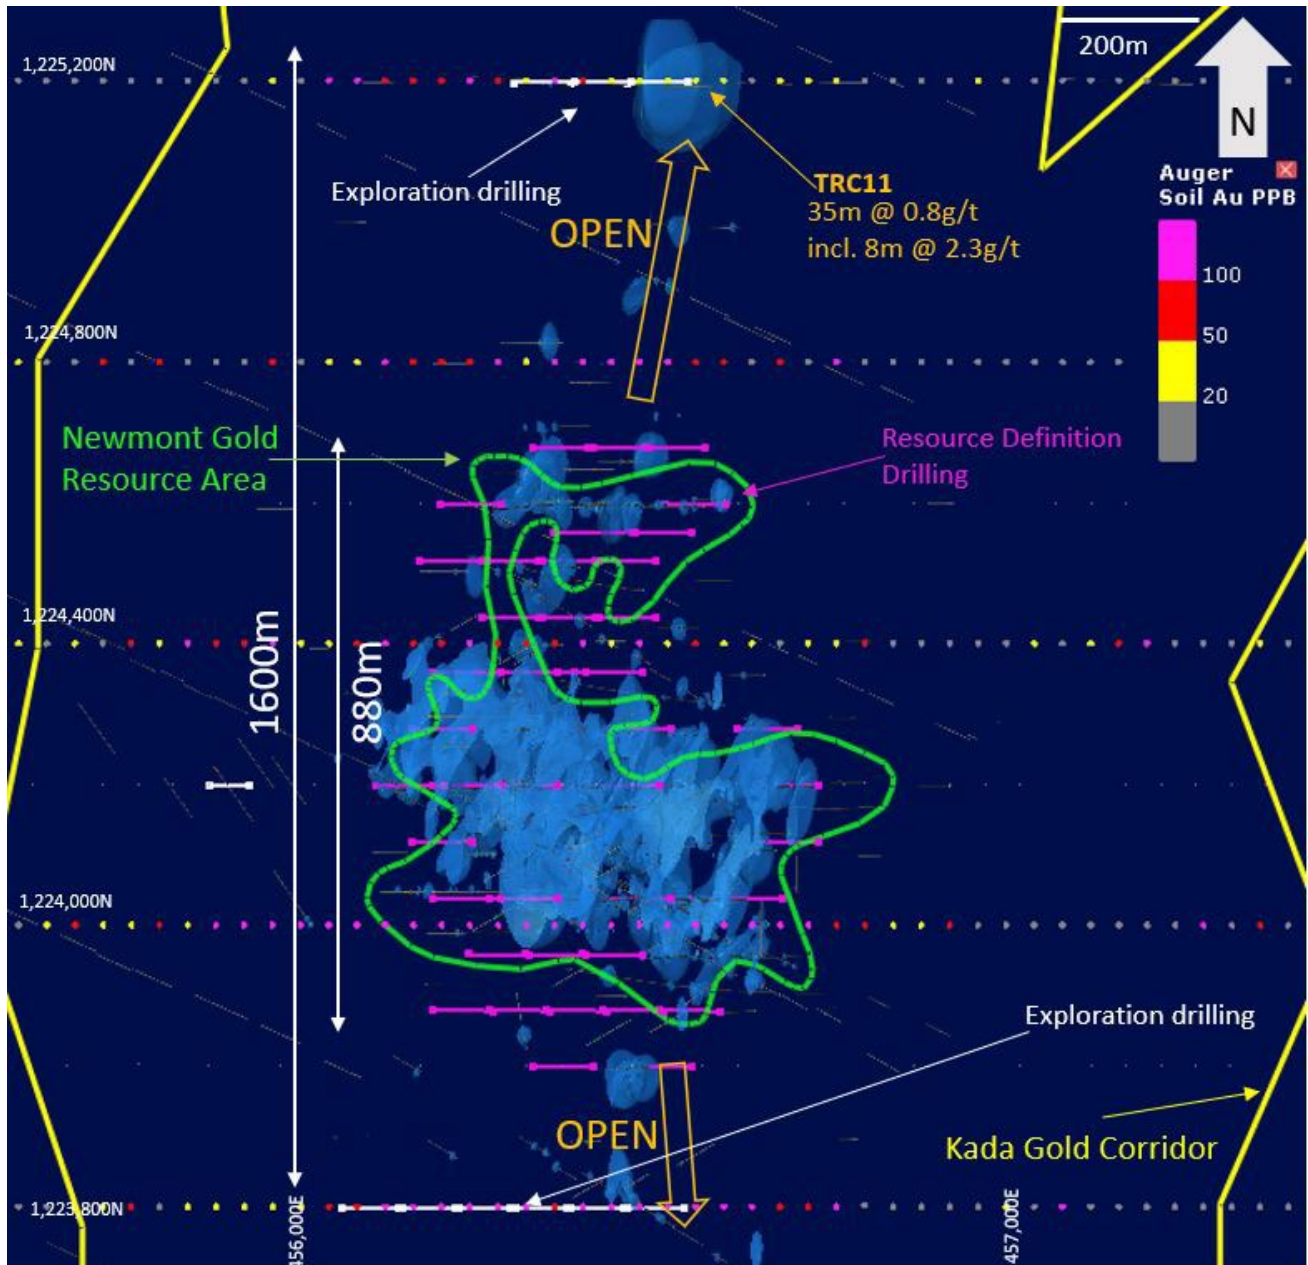 1,225,200N
200m
N
Auger
Soil Au PPB
100
50
20
Exploration drilling
TRC11
35m @ 0.8g/t
incl. 8m @ 2.3g/t
OPEN
1,224,800N
Newmont Gold
Resource Area
Resource Definition
Drilling
1,224,400N
1600m
880m
1,224,000N
Exploration drilling
OPEN
Kada Gold Corridor
1,223,800N
456,000E
457,000E